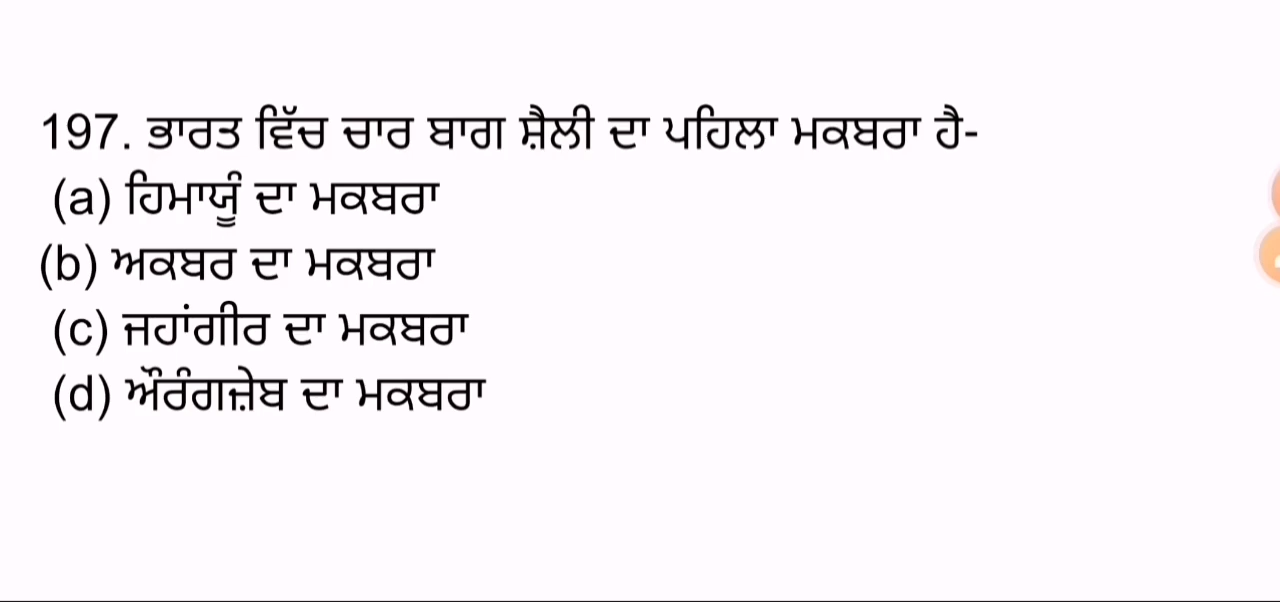 197. ਭਾਰਤ ਵਿੱਚ ਚਾਰ ਬਾਗ ਸ਼ੈਲੀ ਦਾ ਪਹਿਲਾ ਮਕਬਰਾ ਹੈ-
(a) ਹਿਮਾਯੂੰ ਦਾ ਮਕਬਰਾ
(b) ਅਕਬਰ ਦਾ ਮਕਬਰਾ
(c) ਜਹਾਂਗੀਰ ਦਾ ਮਕਬਰਾ
(d) ਔਰੰਗਜ਼ੇਬ ਦਾ ਮਕਬਰਾ